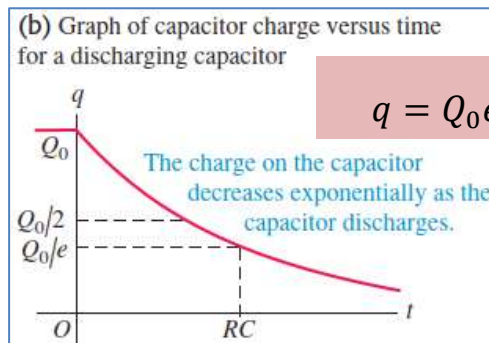 (b) Graph of capacitor charge versus time
for a discharging capacitor
q
q = Q₀e
Q₀
The charge on the capacitor
decreases exponentially as the
capacitor discharges.
Q₀/2
Q₀/e
t
O
RC